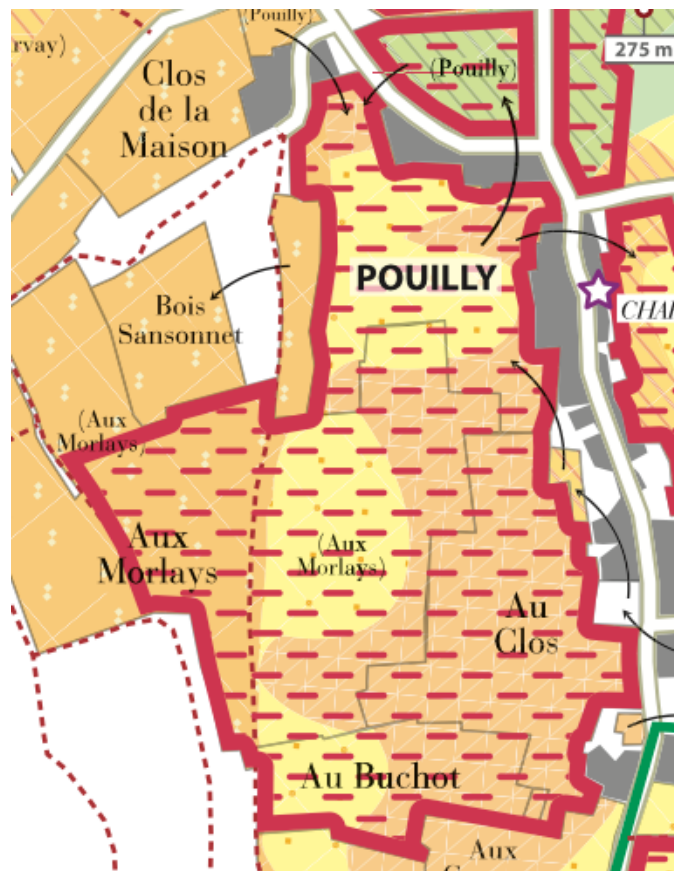 (Pouilly)
rvay)
275 m
Clos
de la
Maison
(Pouilly)
POUILLY
Bois
Sansonnet
CHA
(Aux
Morlays)
Aux
Morlays
(Aux
Morlays)
Au
Clos
Au Buchot
Aux